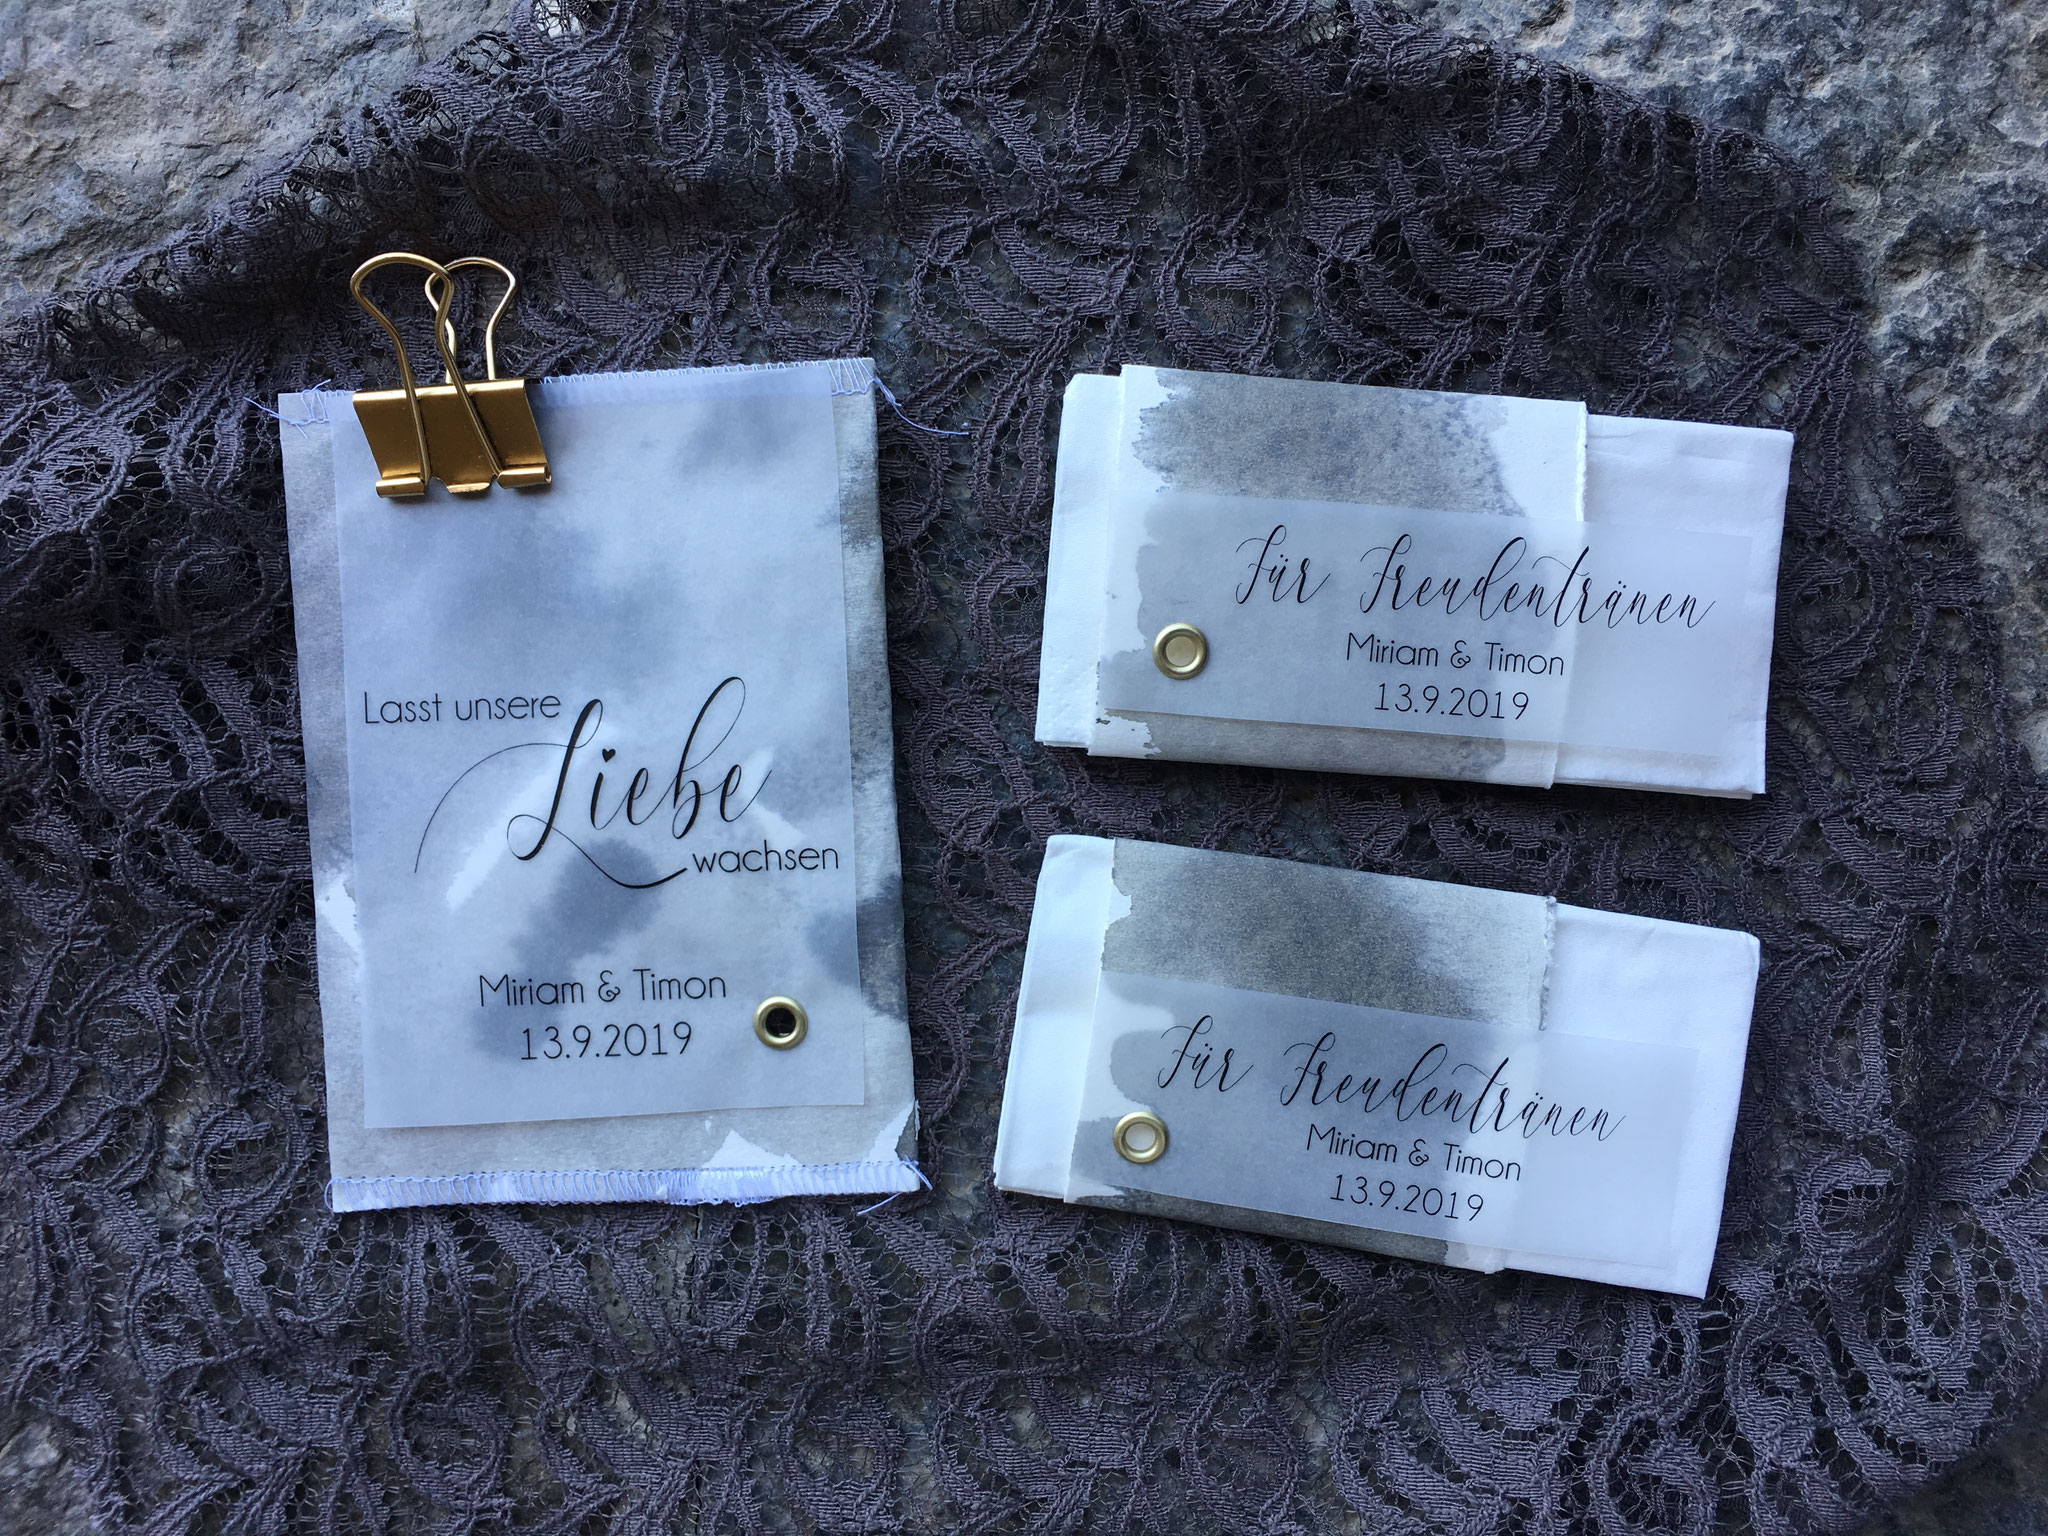 Lasst unsere
Liebe
wachsen
Miriam & Timon
13.9.2019
Für Freudentränen
Miriam & Timon
13.9.2019
Für Freudentränen
Miriam & Timon
13.9.2019